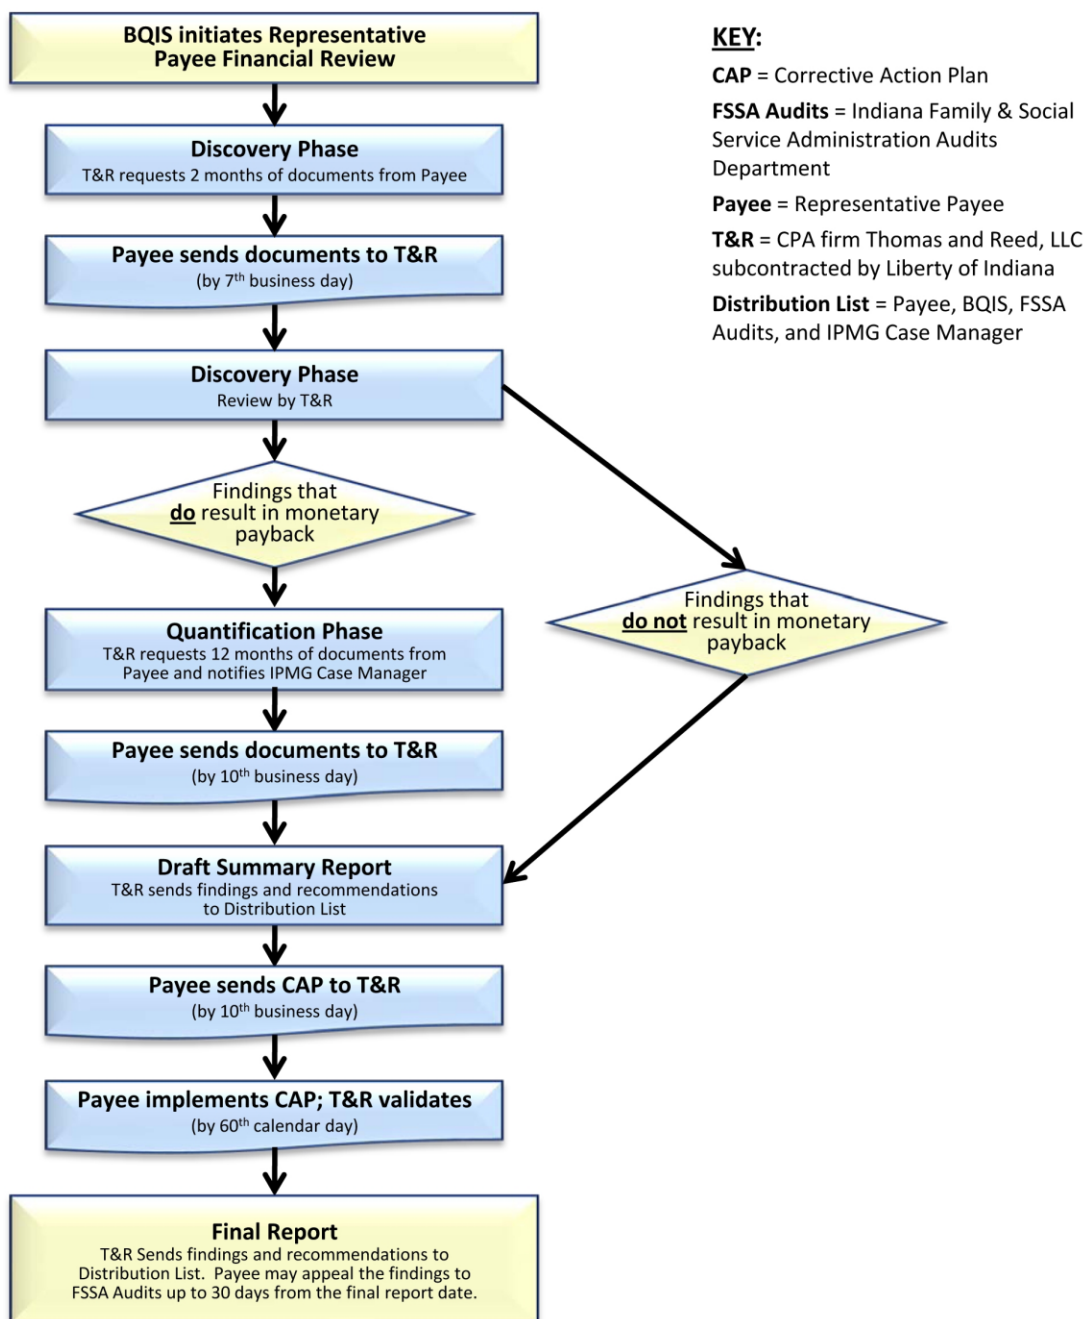 BQIS initiates Representative
Payee Financial Review
Discovery Phase
T&R requests 2 months of documents from Payee
Payee sends documents to T&R
(by 7th business day)
Discovery Phase
Review by T&R
Findings that
do result in monetary
payback
Findings that
do not result in monetary
payback
Quantification Phase
T&R requests 12 months of documents from
Payee and notifies IPMG Case Manager
Payee sends documents to T&R
(by 10th business day)
Draft Summary Report
T&R sends findings and recommendations
to Distribution List
Payee sends CAP to T&R
(by 10th business day)
Payee implements CAP; T&R validates
(by 60th calendar day)
Final Report
T&R Sends findings and recommendations to
Distribution List. Payee may appeal the findings to
FSSA Audits up to 30 days from the final report date.
KEY:
CAP = Corrective Action Plan
FSSA Audits = Indiana Family & Social
Service Administration Audits
Department
Payee = Representative Payee
T&R = CPA firm Thomas and Reed, LLC
subcontracted by Liberty of Indiana
Distribution List = Payee, BQIS, FSSA
Audits, and IPMG Case Manager